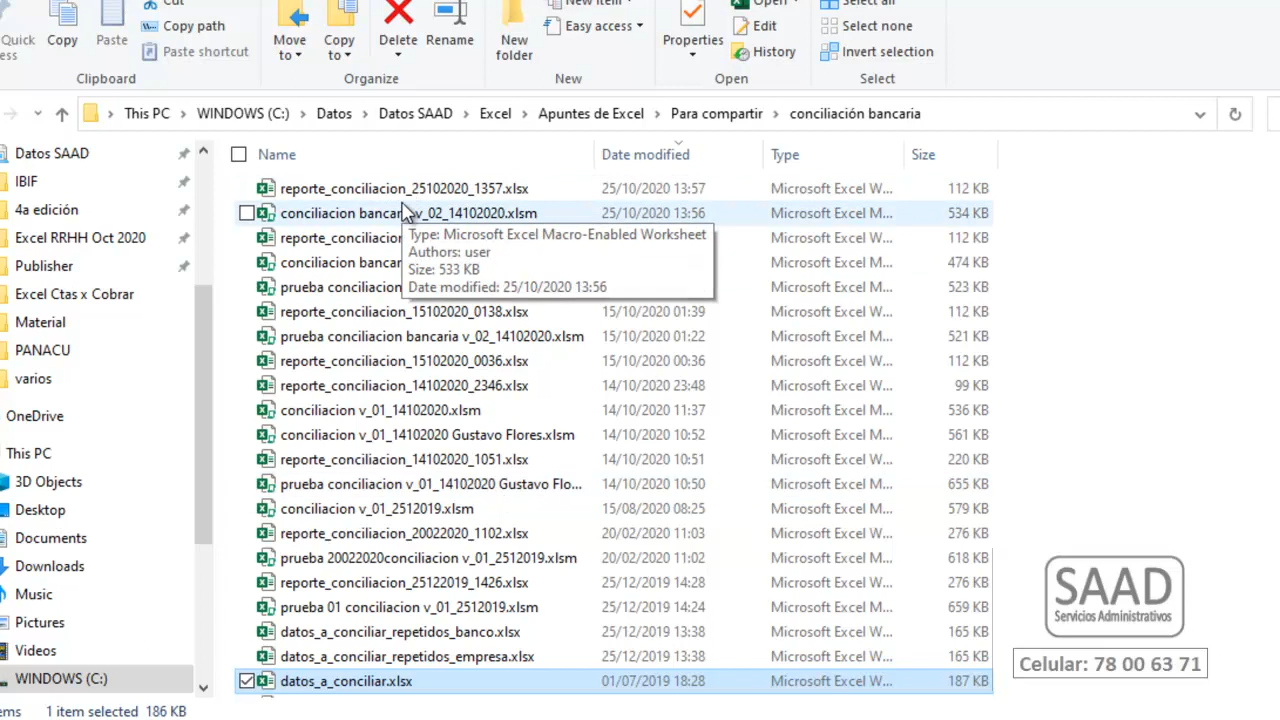 Cut
New item
Open
Select all
Quick
Copy
Paste
Copy path
Paste shortcut
Move
to
Copy
to
Delete
Rename
New
folder
Easy access
Properties
Edit
History
Select none
Invert selection
Clipboard
Organize
New
Open
Select
This PC > WINDOWS (C:) > Datos > Datos SAAD > Excel > Apuntes de Excel > Para compartir > conciliación bancaria
Name Date modified Type Size
Datos SAAD
IBIF
4a edición
Excel RRHH Oct 2020
Publisher
Excel Ctas x Cobrar
Material
PANACU
varios
OneDrive
This PC
3D Objects
Desktop
Documents
Downloads
Music
Pictures
Videos
WINDOWS (C:)
reporte_conciliacion_25102020_1357.xlsx 25/10/2020 13:57 Microsoft Excel W... 112 KB
conciliacion bancar v_02_14102020.xlsm 25/10/2020 13:56 Microsoft Excel M... 534 KB
reporte_conciliacion Microsoft Excel W... 112 KB
conciliacion bancar Microsoft Excel M... 474 KB
prueba conciliacion Microsoft Excel M... 523 KB
Type: Microsoft Excel Macro-Enabled Worksheet
Authors: user
Size: 533 KB
Date modified: 25/10/2020 13:56
reporte_conciliacion_15102020_0138.xlsx 15/10/2020 01:39 Microsoft Excel W... 112 KB
prueba conciliacion bancaria v_02_14102020.xlsm 15/10/2020 01:22 Microsoft Excel M... 521 KB
reporte_conciliacion_15102020_0036.xlsx 15/10/2020 00:36 Microsoft Excel W... 112 KB
reporte_conciliacion_14102020_2346.xlsx 14/10/2020 23:48 Microsoft Excel W... 99 KB
conciliacion v_01_14102020.xlsm 14/10/2020 11:37 Microsoft Excel M... 536 KB
conciliacion v_01_14102020 Gustavo Flores.xlsm 14/10/2020 10:52 Microsoft Excel M... 561 KB
reporte_conciliacion_14102020_1051.xlsx 14/10/2020 10:51 Microsoft Excel W... 220 KB
prueba conciliacion v_01_14102020 Gustavo Flo... 14/10/2020 10:50 Microsoft Excel M... 655 KB
conciliacion v_01_2512019.xlsm 15/08/2020 08:25 Microsoft Excel M... 579 KB
reporte_conciliacion_20022020_1102.xlsx 20/02/2020 11:03 Microsoft Excel W... 276 KB
prueba 20022020conciliacion v_01_2512019.xlsm 20/02/2020 11:02 Microsoft Excel M... 618 KB
reporte_conciliacion_25122019_1426.xlsx 25/12/2019 14:28 Microsoft Excel W... 276 KB
prueba 01 conciliacion v_01_2512019.xlsm 25/12/2019 14:24 Microsoft Excel M... 659 KB
datos_a_conciliar_repetidos_banco.xlsx 25/12/2019 13:38 Microsoft Excel W... 165 KB
datos_a_conciliar_repetidos_empresa.xlsx 25/12/2019 13:38 Microsoft Excel W... 165 KB
datos_a_conciliar.xlsx 01/07/2019 18:28 Microsoft Excel W... 187 KB
SAAD
Servicios Administrativos
Celular: 78 00 63 71
1 item selected 186 KB